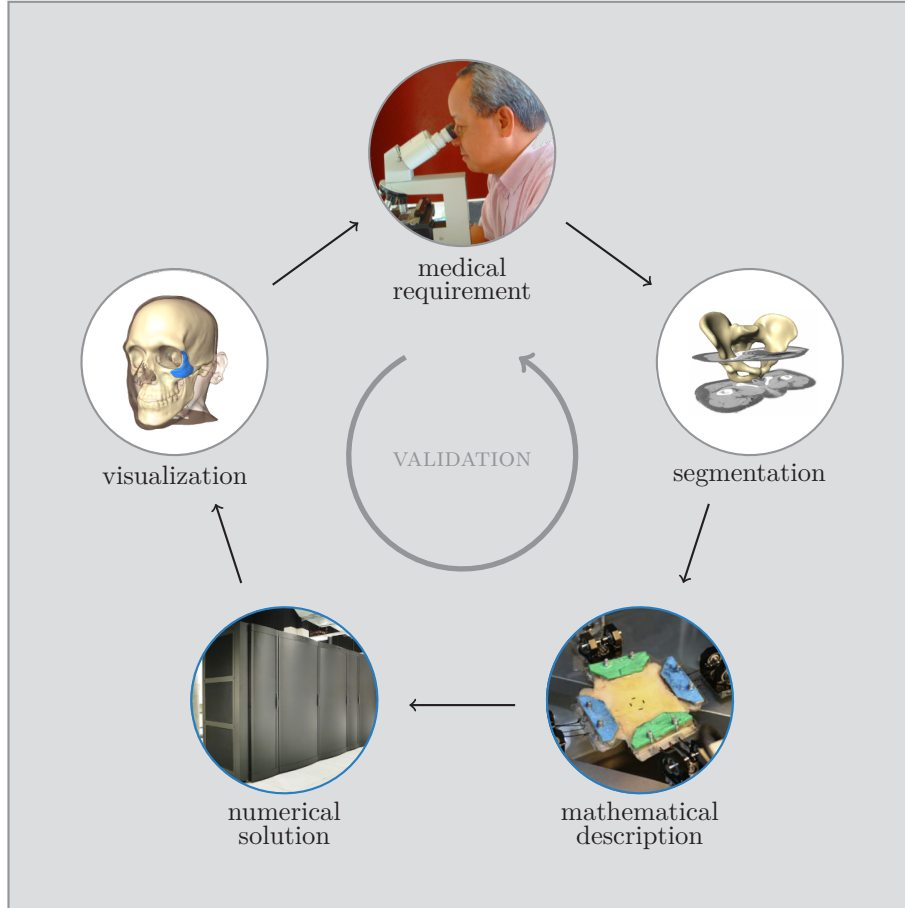 medical
requirement
visualization
VALIDATION
segmentation
numerical
solution
mathematical
description